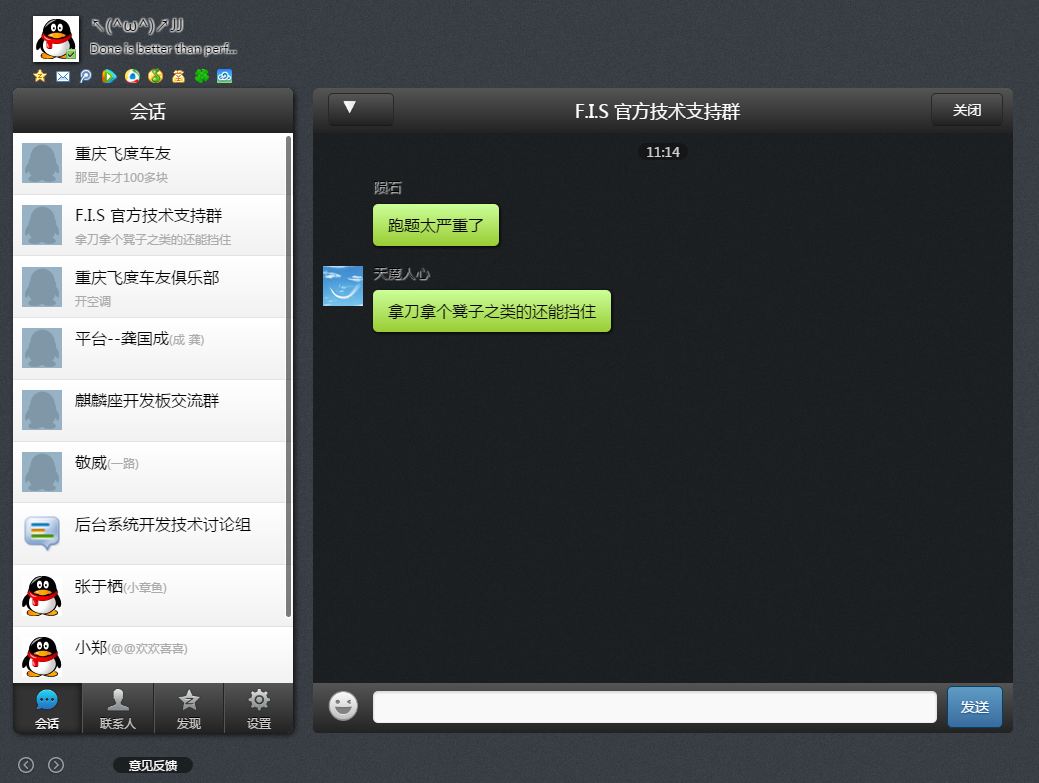 ↖(^ω^)↗JJ
Done is better than perf...
会话
重庆飞度车友
那显卡才100多块
F.I.S 官方技术支持群
拿刀拿个凳子之类的还能挡住
重庆飞度车友俱乐部
开空调
平台--龚国成(成 龚)
麒麟座开发板交流群
敬威(一路)
后台系统开发技术讨论组
张于栖(小章鱼)
小郑(@@欢欢喜喜)
会话
联系人
发现
设置
意见反馈
▼
F.I.S 官方技术支持群
关闭
11:14
陨石
跑题太严重了
天魇人心
拿刀拿个凳子之类的还能挡住
发送